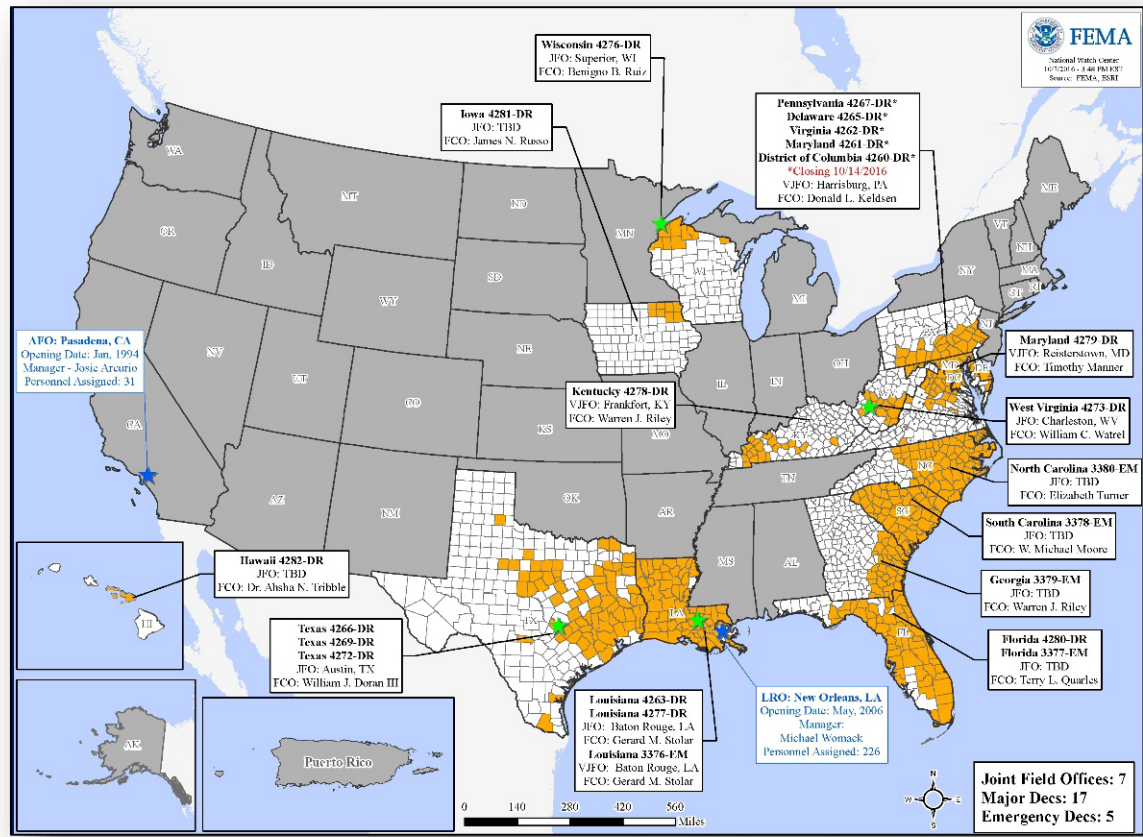 FEMA
National Watch Center
10/7/2016 - 3:48 PM EST
Source: FEMA, ESRI
Wisconsin 4276-DR
JFO: Superior, WI
FCO: Benigno B. Ruiz
Iowa 4281-DR
JFO: TBD
FCO: James N. Russo
Pennsylvania 4267-DR*
Delaware 4265-DR*
Virginia 4262-DR*
Maryland 4261-DR*
District of Columbia 4260-DR*
*Closing 10/14/2016
VJFO: Harrisburg, PA
FCO: Donald L. Keldsen
WA
MT
ND
MN
ME
VT
NH
OR
ID
SD
WI
NY
MA
RI
CT
MI
WY
IA
PA
NJ
AFO: Pasadena, CA
Opening Date: Jan, 1994
Manager - Josie Arcurio
Personnel Assigned: 31
NV
NE
OH
MD
DE
DC
Maryland 4279-DR
VJFO: Reisterstown, MD
FCO: Timothy Manner
UT
CO
IL
IN
WV
Kentucky 4278-DR
VJFO: Frankfort, KY
FCO: Warren J. Riley
CA
KS
MO
West Virginia 4273-DR
JFO: Charleston, WV
FCO: William C. Watrel
NC
North Carolina 3380-EM
JFO: TBD
FCO: Elizabeth Turner
TN
AZ
NM
OK
AR
SC
South Carolina 3378-EM
JFO: TBD
FCO: W. Michael Moore
MS
AL
Hawaii 4282-DR
JFO: TBD
FCO: Dr. Ahsha N. Tribble
Georgia 3379-EM
JFO: TBD
FCO: Warren J. Riley
HI
TX
LA
FL
Texas 4266-DR
Texas 4269-DR
Texas 4272-DR
JFO: Austin, TX
FCO: William J. Doran III
Florida 4280-DR
Florida 3377-EM
JFO: TBD
FCO: Terry L. Quarles
Louisiana 4263-DR
Louisiana 4277-DR
JFO: Baton Rouge, LA
FCO: Gerard M. Stolar
Louisiana 3376-EM
VJFO: Baton Rouge, LA
FCO: Gerard M. Stolar
LRO: New Orleans, LA
Opening Date: May, 2006
Manager:
Michael Womack
Personnel Assigned: 226
AK
Puerto Rico
N
W
E
S
0 140 280 420 560
Miles
Joint Field Offices: 7
Major Decs: 17
Emergency Decs: 5